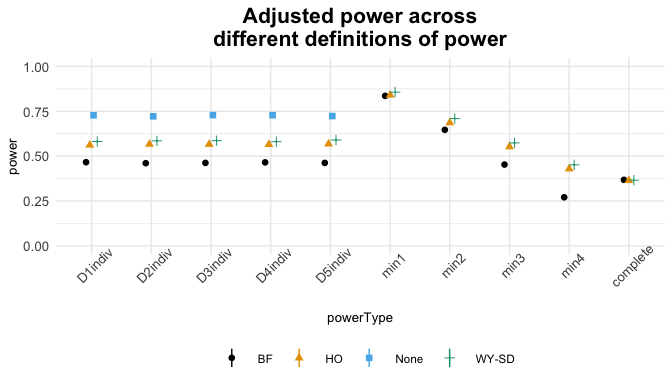 Adjusted power across
different definitions of power
1.00
0.75
0.50
0.25
0.00
power
D1indiv
D2indiv
D3indiv
D4indiv
D5indiv
min1
min2
min3
min4
complete
powerType
BF HO None WY-SD